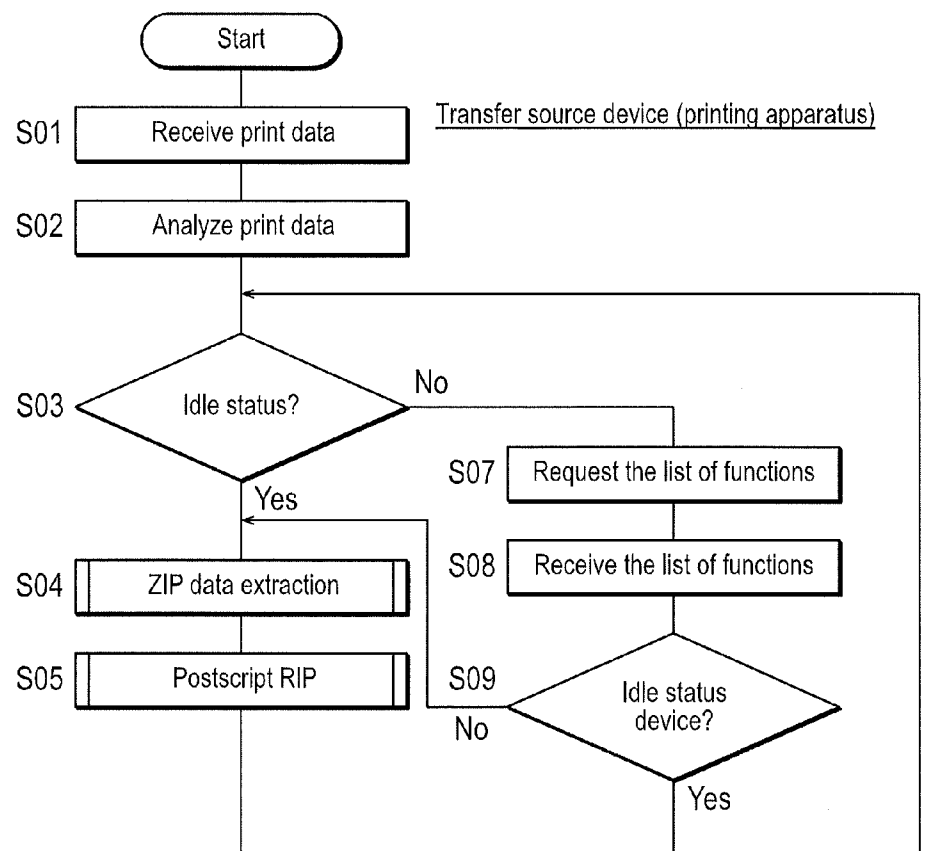 Start
Transfer source device (printing apparatus)
S01
Receive print data
S02
Analyze print data
S03
Idle status?
No
Yes
S07
Request the list of functions
S08
Receive the list of functions
S04
ZIP data extraction
S05
Postscript RIP
S09
Idle status
device?
No
Yes